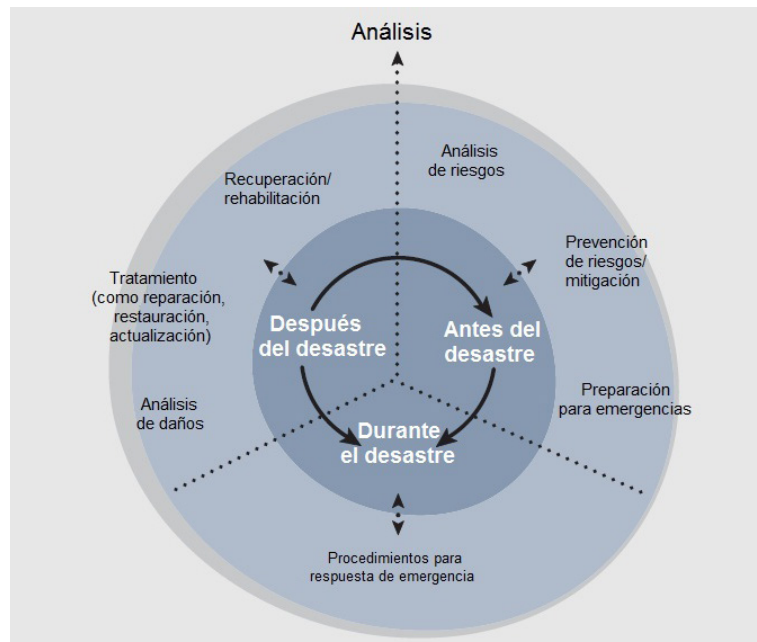 Análisis
Análisis
de riesgos
Recuperación/
rehabilitación
Prevención
de riesgos/
mitigación
Tratamiento
(como reparación,
restauración,
actualización)
Después
del desastre
Antes del
desastre
Preparación
para emergencias
Análisis
de daños
Durante
el desastre
Procedimientos para
respuesta de emergencia